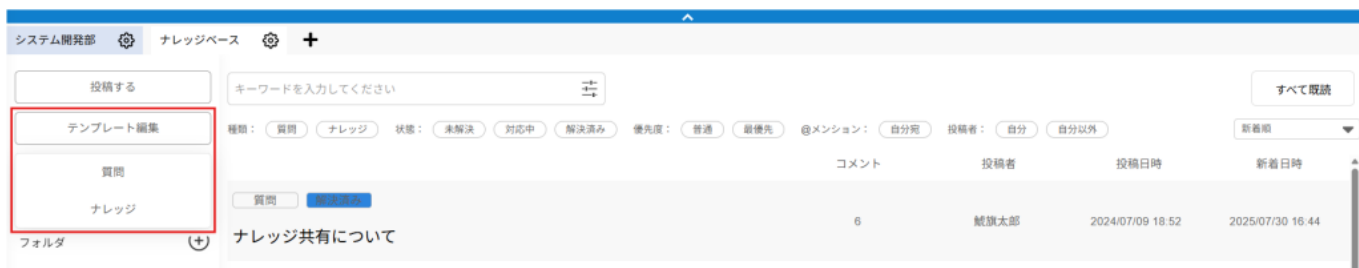 システム開発部 ナレッジベース
投稿する
キーワードを入力してください
すべて既読
テンプレート編集
種類： 質問 ナレッジ 状態： 未解決 対応中 解決済み 優先度： 普通 最優先 @メンション： 自分宛 投稿者： 自分 自分以外
新着順
質問
ナレッジ
フォルダ
コメント 投稿者 投稿日時 新着日時
質問 解決済み
ナレッジ共有について
6 鯱旗太郎 2024/07/09 18:52 2025/07/30 16:44